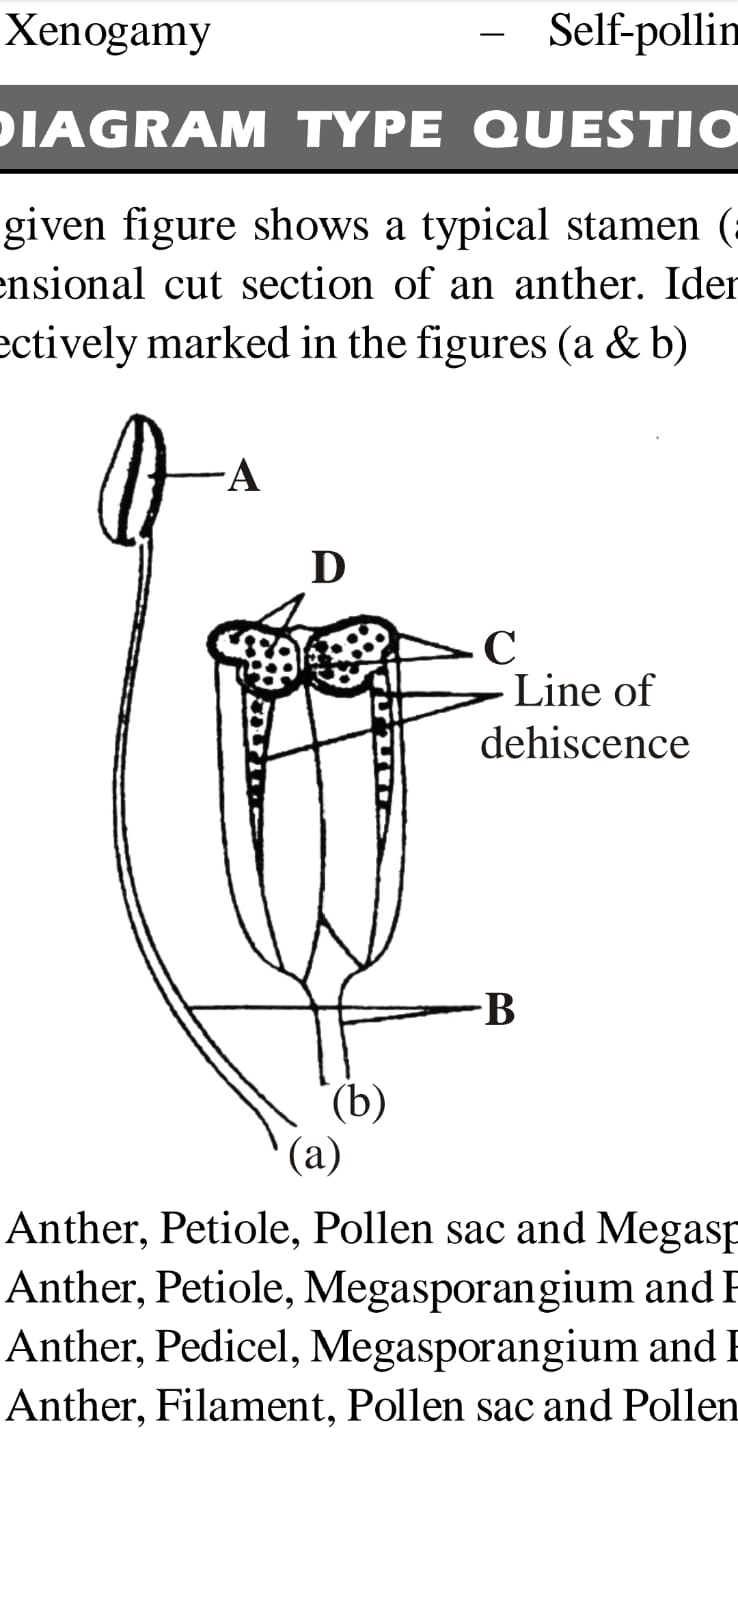 Xenogamy – Self-pollin
DIAGRAM TYPE QUESTIO
given figure shows a typical stamen (a
ensional cut section of an anther. Iden
ectively marked in the figures (a & b)
A
D
C
Line of
dehiscence
B
(b)
(a)
Anther, Petiole, Pollen sac and Megasp
Anther, Petiole, Megasporangium and P
Anther, Pedicel, Megasporangium and P
Anther, Filament, Pollen sac and Pollen